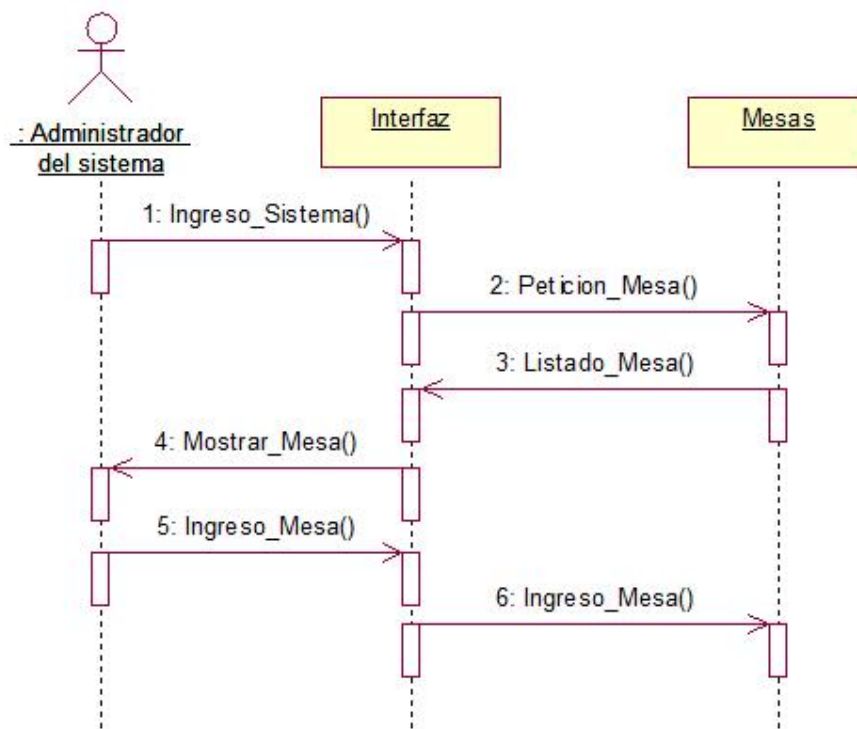 : Administrador
del sistema
Interfaz
Mesas
1: Ingreso_Sistema()
2: Peticion_Mesa()
3: Listado_Mesa()
4: Mostrar_Mesa()
5: Ingreso_Mesa()
6: Ingreso_Mesa()